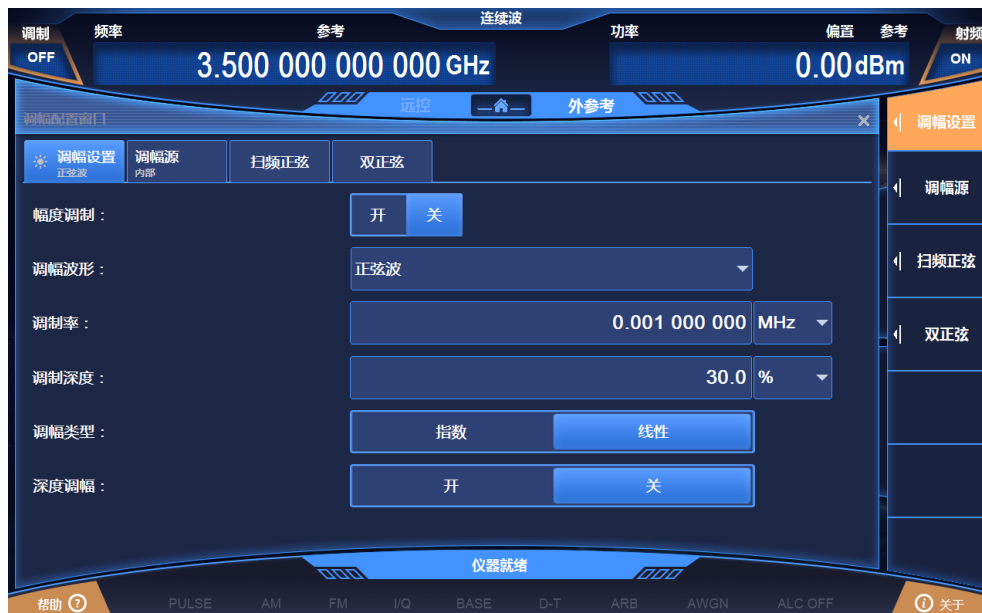 连续波
调制 频率 参考 功率 偏置 参考 射频
OFF 3.500 000 000 000 GHz 0.00 dBm ON
远控 外参考
调幅配置窗口
调幅设置 正弦波
调幅源 内部
扫频正弦
双正弦
幅度调制： 开 关
调幅波形： 正弦波
调制率： 0.001 000 000 MHz
调制深度： 30.0 %
调幅类型： 指数 线性
深度调幅： 开 关
调幅设置
调幅源
扫频正弦
双正弦
仪器就绪
帮助 ? PULSE AM FM I/Q BASE D-T ARB AWGN ALC OFF i 关于